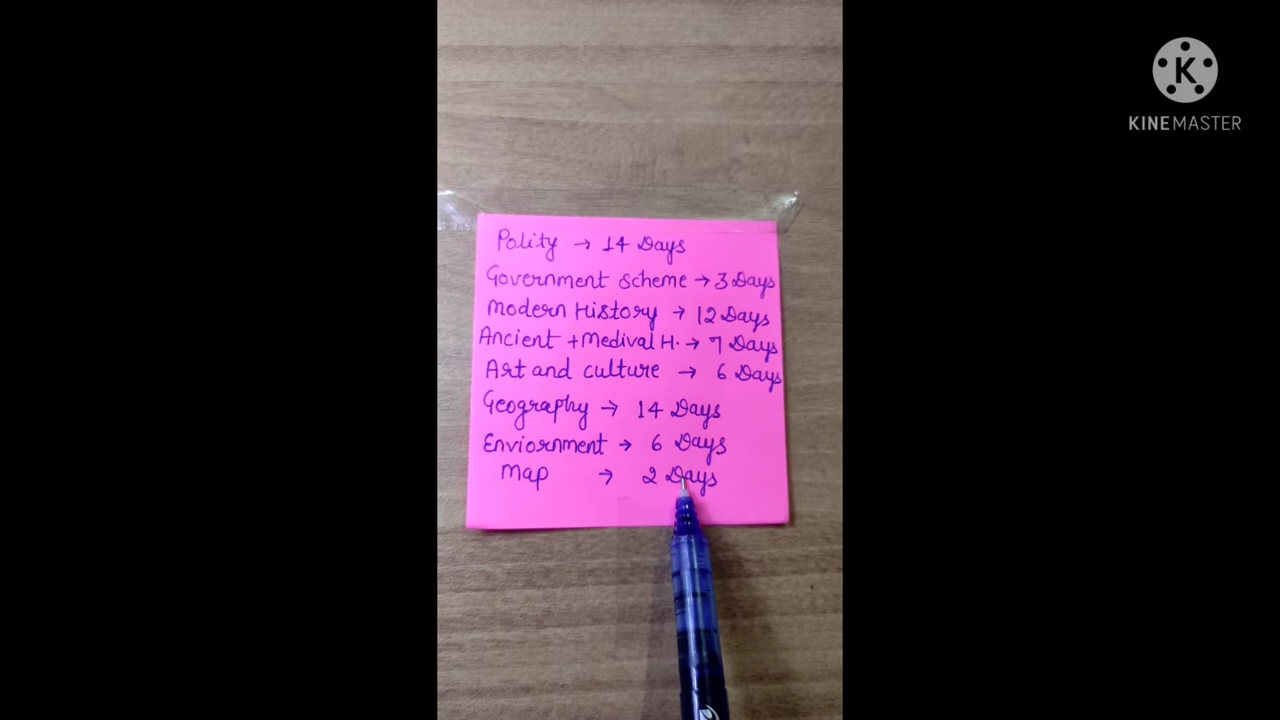 Polity → 14 Days
Government scheme → 3 Days
Modern History → 12 Days
Ancient + Medival H. → 7 Days
Art and culture → 6 Days
Geography → 14 Days
Enviornment → 6 Days
Map → 2 Days
K
KINEMASTER